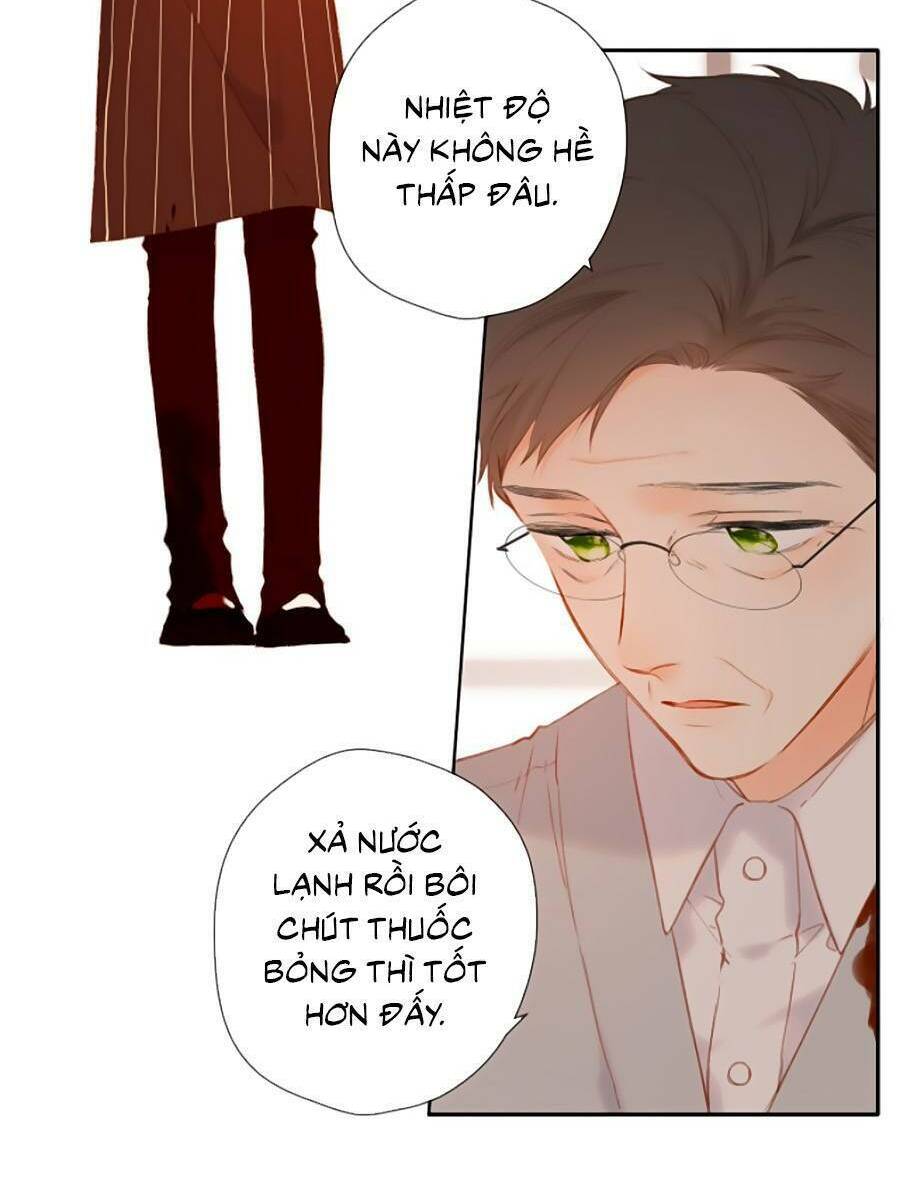 NHIỆT ĐỘ
NÀY KHÔNG HỀ
THẤP ĐÂU.
XẢ NƯỚC
LẠNH RỒI BÔI
CHÚT THUỐC
BỎNG THÌ TỐT
HƠN ĐẤY.